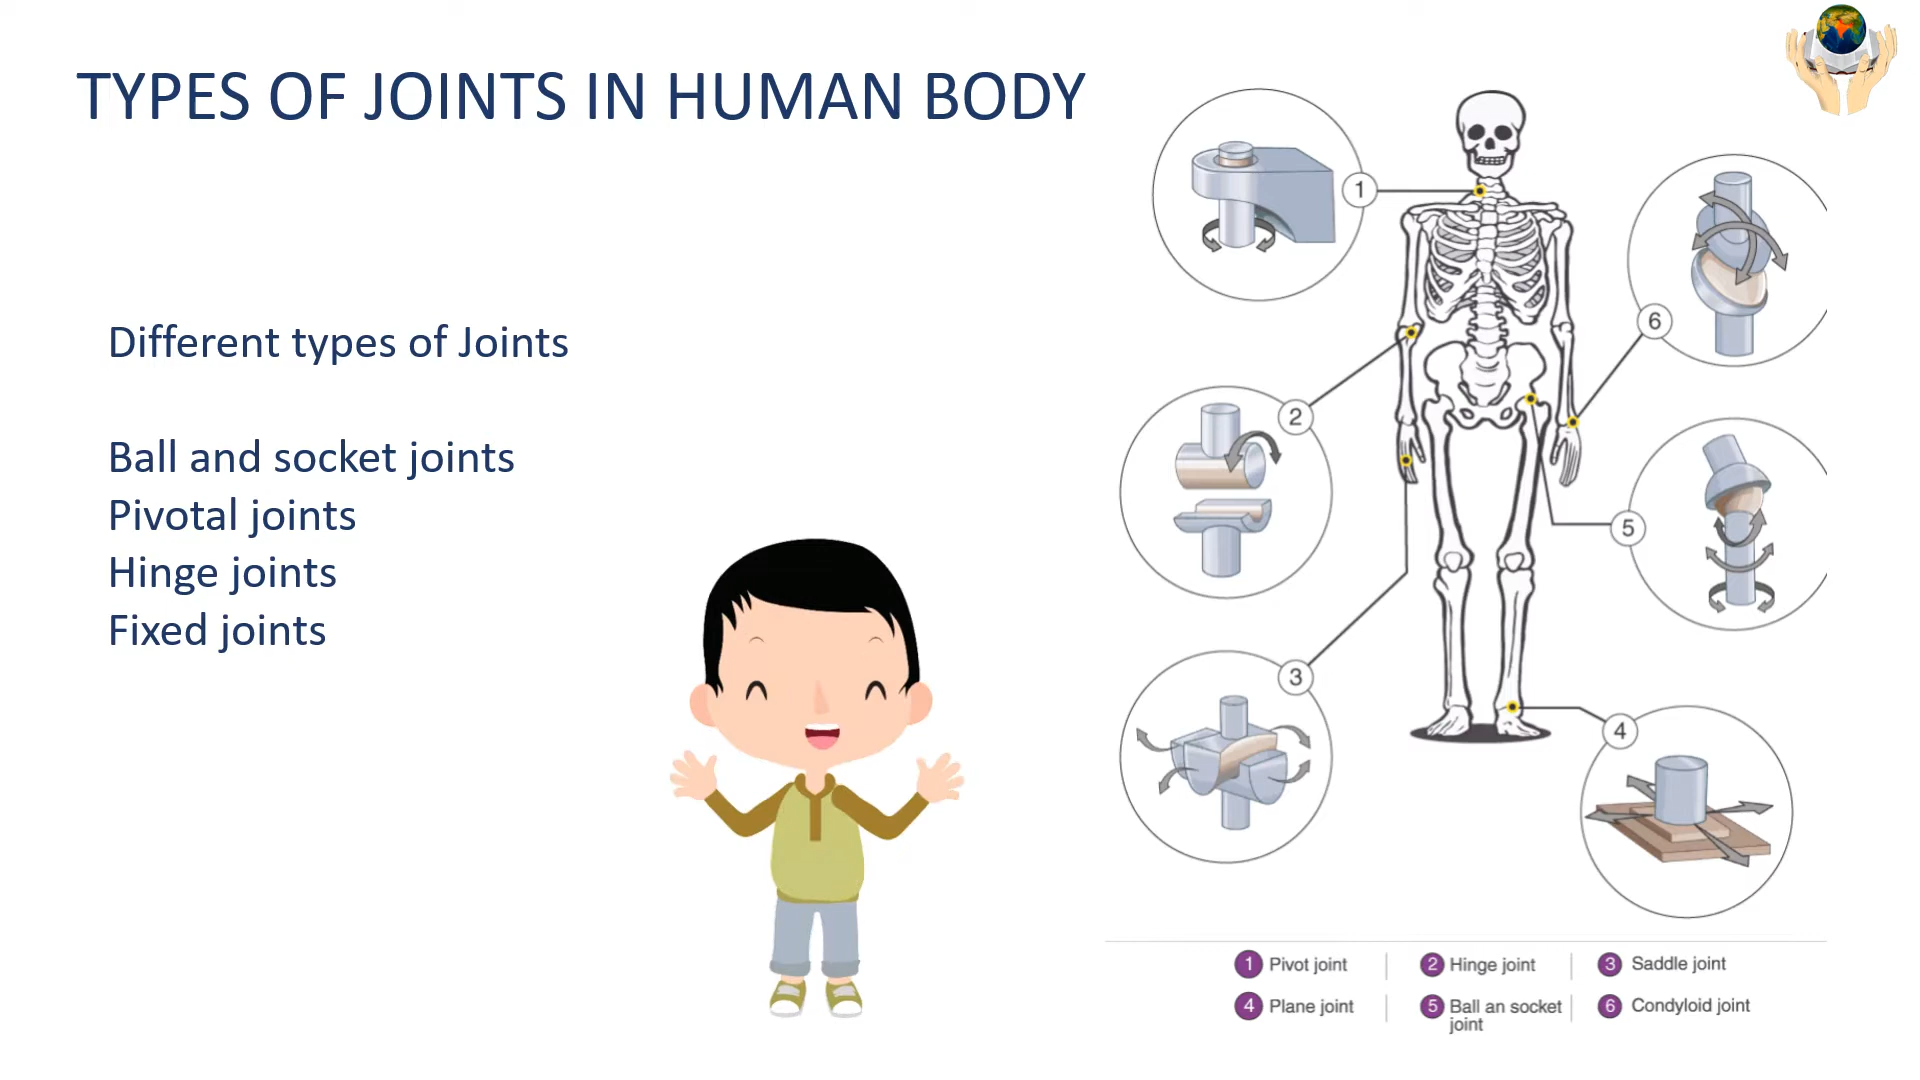 TYPES OF JOINTS IN HUMAN BODY
Different types of Joints
Ball and socket joints
Pivotal joints
Hinge joints
Fixed joints
1
2
3
4
5
6
1 Pivot joint
2 Hinge joint
3 Saddle joint
4 Plane joint
5 Ball an socket
joint
6 Condyloid joint